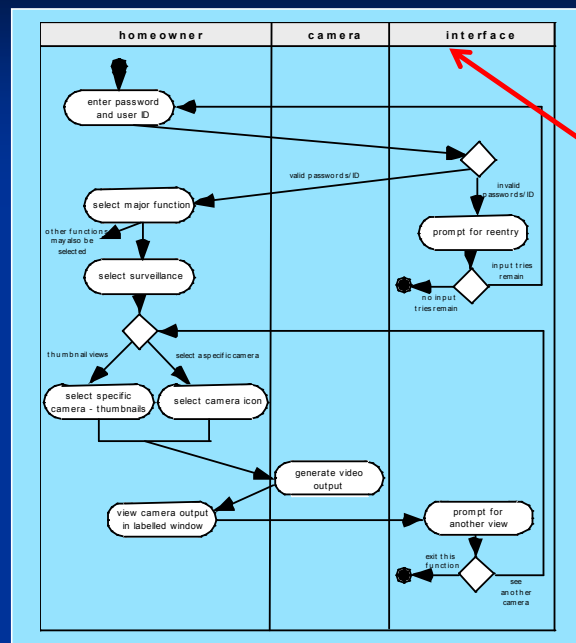 homeowner
camera
interface
enter password
and user ID
valid passwords/ID
invalid
passwords/ID
select major function
prompt for reentry
other functions
may also be
selected
input tries
remain
select surveillance
no input
tries remain
thumbnail views
select a specific camera
select specific
camera - thumbnails
select camera icon
generate video
output
view camera output
in labelled window
prompt for
another view
exit this
function
see
another
camera